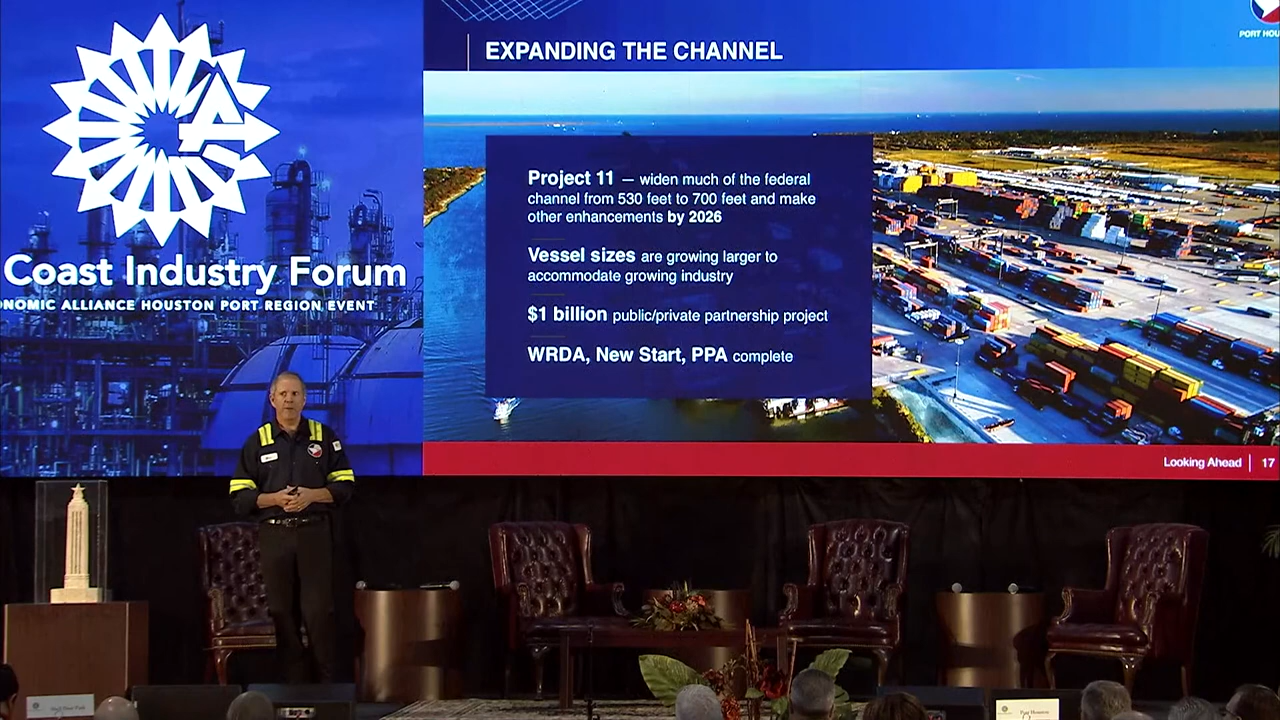 EXPANDING THE CHANNEL
PORT HOU
Project 11 — widen much of the federal
channel from 530 feet to 700 feet and make
other enhancements by 2026
Vessel sizes are growing larger to
accommodate growing industry
$1 billion public/private partnership project
WRDA, New Start, PPA complete
Looking Ahead | 17
A
Coast Industry Forum
NOMIC ALLIANCE HOUSTON PORT REGION EVENT
Port Houston